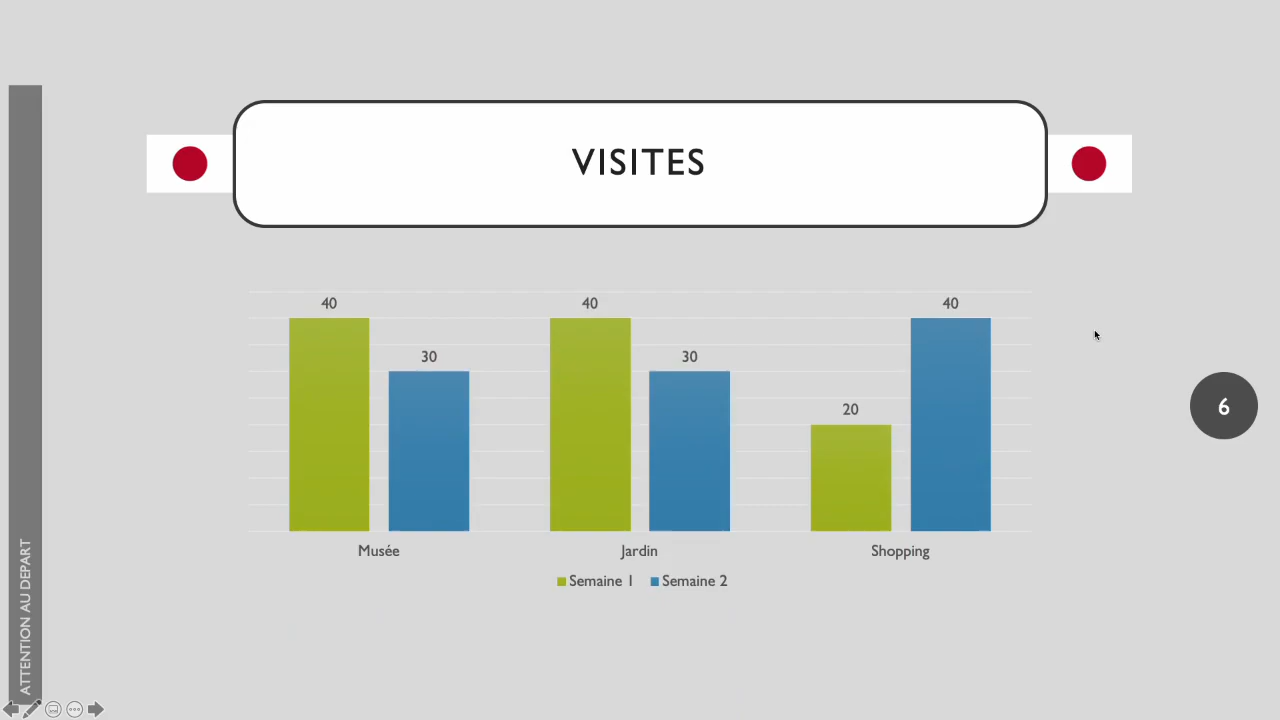 VISITES
40
30
40
30
20
40
Musée
Jardin
Shopping
Semaine 1
Semaine 2
6
ATTENTION AU DEPART